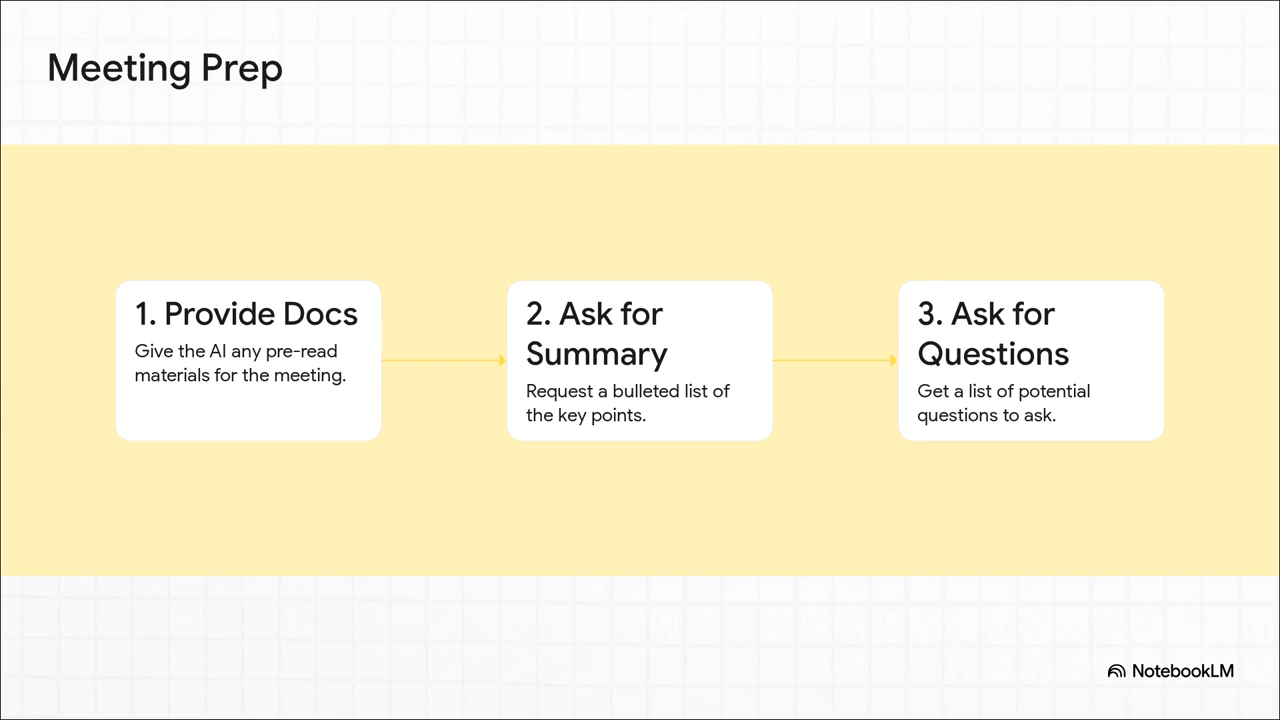 Meeting Prep
1. Provide Docs
Give the AI any pre-read
materials for the meeting.
2. Ask for
Summary
Request a bulleted list of
the key points.
3. Ask for
Questions
Get a list of potential
questions to ask.
NotebookLM